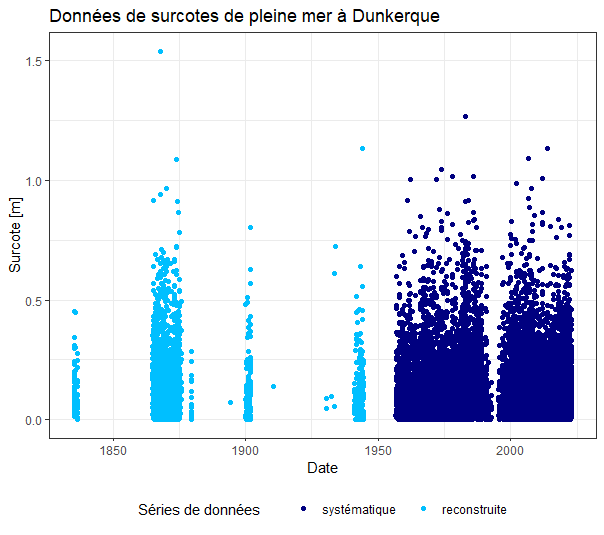 Données de surcotes de pleine mer à Dunkerque
Surcote [m]
1.5
1.0
0.5
0.0
1850 1900 1950 2000
Date
Séries de données systématique reconstruite